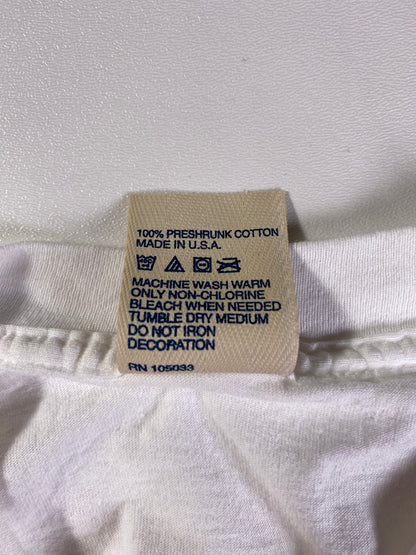 100% PRESHRUNK COTTON
MADE IN U.S.A.
MACHINE WASH WARM
ONLY NON-CHLORINE
BLEACH WHEN NEEDED
TUMBLE DRY MEDIUM
DO NOT IRON
DECORATION
RN 105033